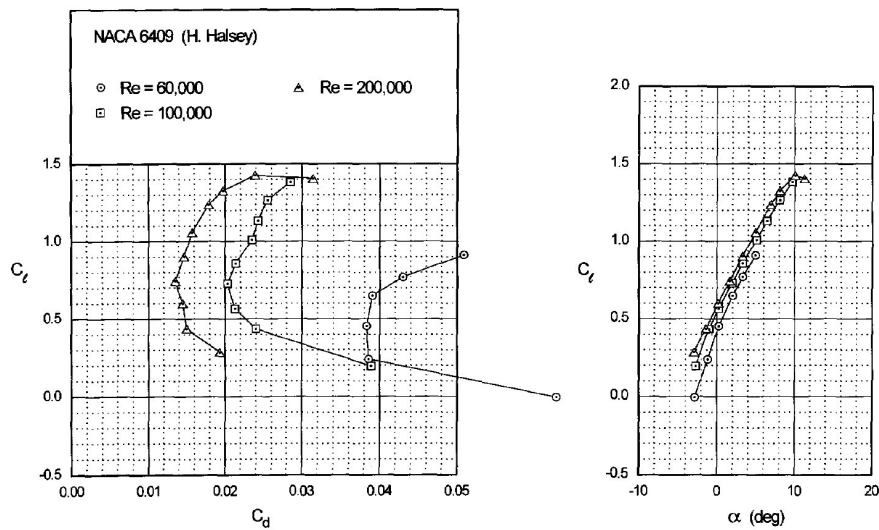 NACA 6409 (H. Halsey)
Re = 60,000
Re = 200,000
Re = 100,000
1.5
1.0
0.5
0.0
-0.5
C_ℓ
0.00
0.01
0.02
0.03
0.04
0.05
C_d
2.0
1.5
1.0
0.5
0.0
-0.5
C_ℓ
-10
0
10
20
α (deg)